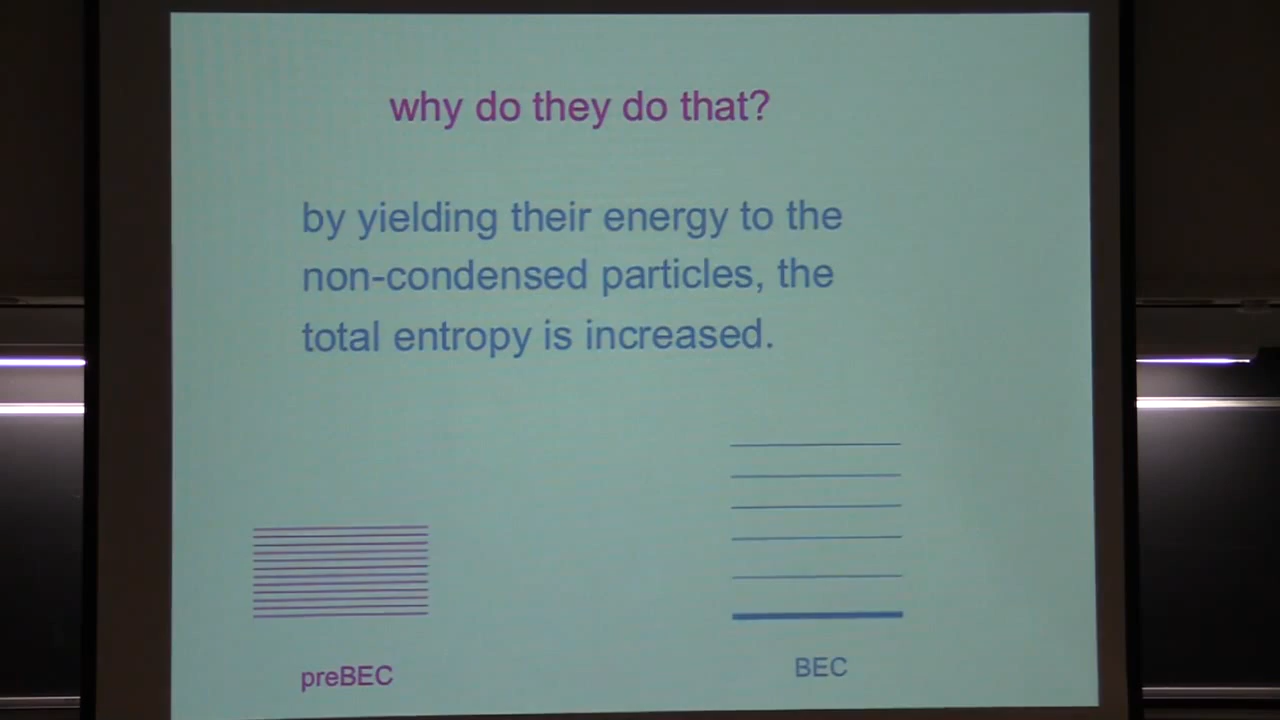 why do they do that?
by yielding their energy to the
non-condensed particles, the
total entropy is increased.
preBEC
BEC